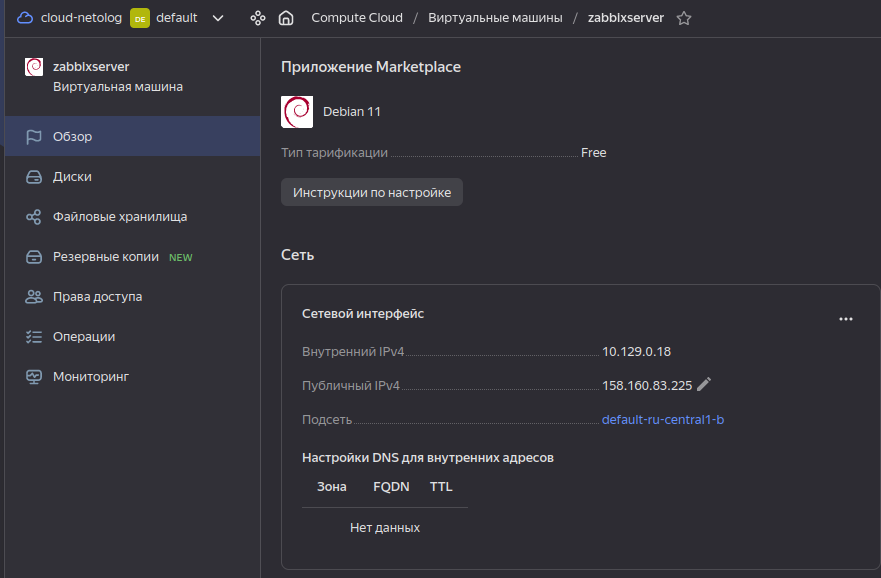 cloud-netolog DE default Compute Cloud / Виртуальные машины / zabbixserver
zabbixserver
Виртуальная машина
Обзор
Диски
Файловые хранилища
Резервные копии NEW
Права доступа
Операции
Мониторинг
Приложение Marketplace
Debian 11
Тип тарификации Free
Инструкции по настройке
Сеть
Сетевой интерфейс
Внутренний IPv4 10.129.0.18
Публичный IPv4 158.160.83.225
Подсеть default-ru-central1-b
Настройки DNS для внутренних адресов
Зона FQDN TTL
Нет данных